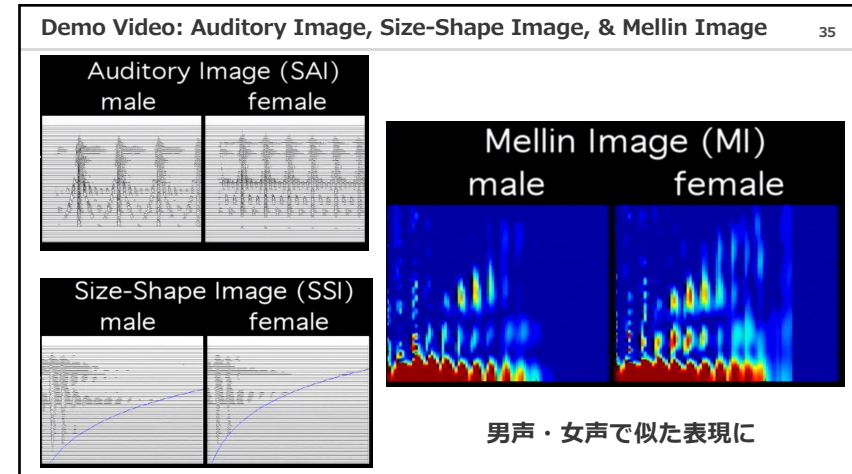 Demo Video: Auditory Image, Size-Shape Image, & Mellin Image
35
Auditory Image (SAI)
male female
Size-Shape Image (SSI)
male female
Mellin Image (MI)
male female
男声・女声で似た表現に